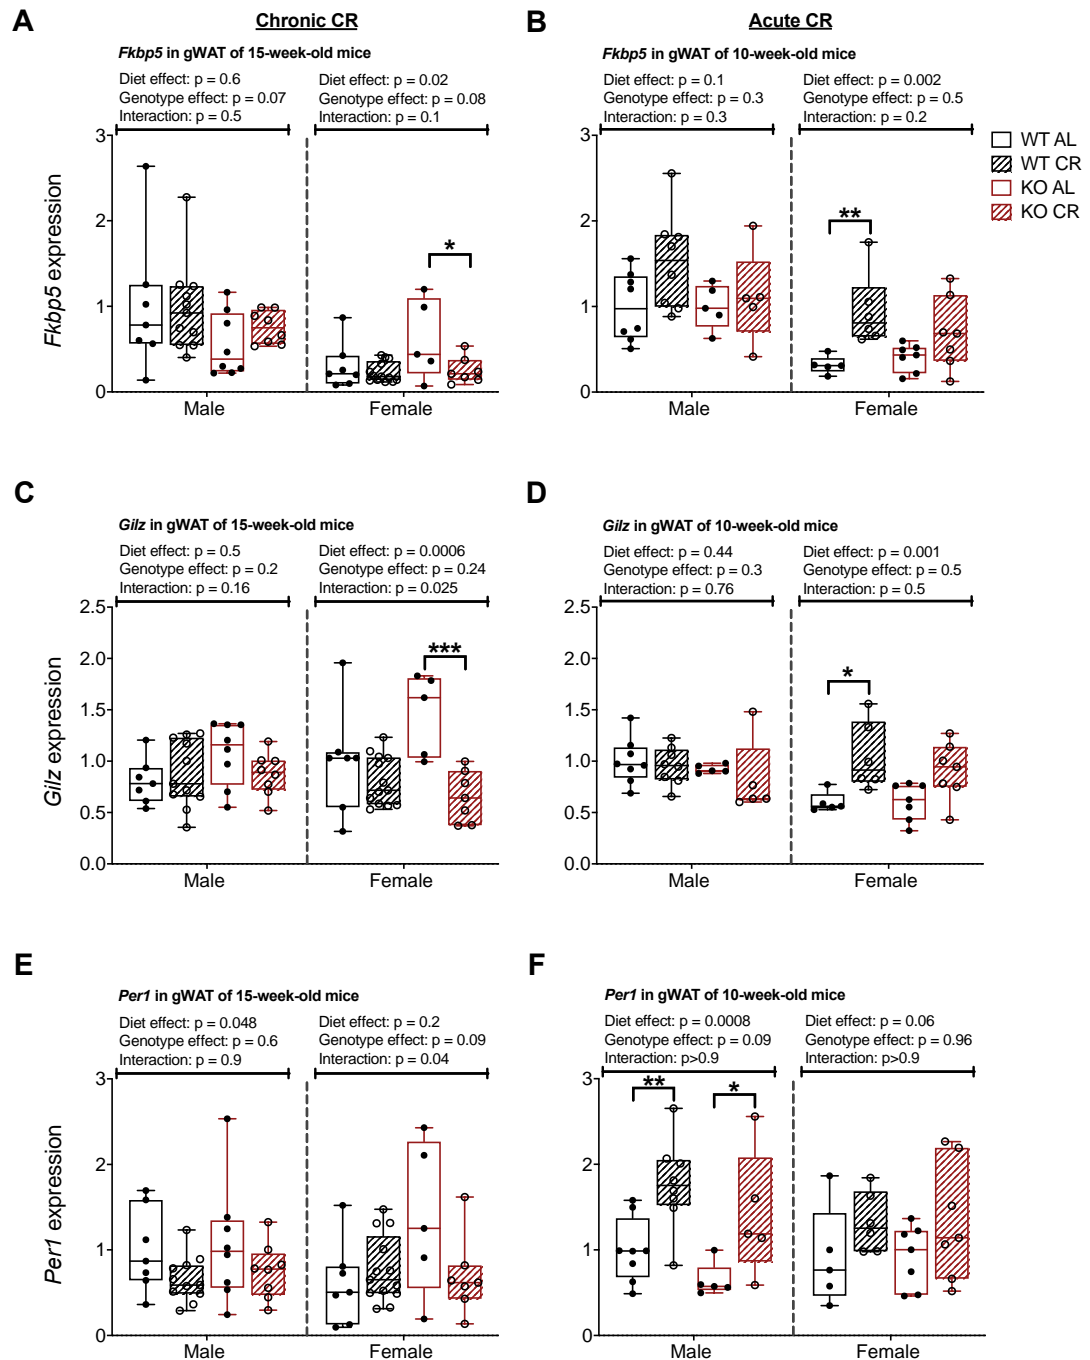 A
Chronic CR
Fkbp5 in gWAT of 15-week-old mice
Diet effect: p = 0.6
Genotype effect: p = 0.07
Interaction: p = 0.5
Diet effect: p = 0.02
Genotype effect: p = 0.08
Interaction: p = 0.1
Fkbp5 expression
3
2
1
0
*
Male
Female
B
Acute CR
Fkbp5 in gWAT of 10-week-old mice
Diet effect: p = 0.1
Genotype effect: p = 0.3
Interaction: p = 0.3
Diet effect: p = 0.002
Genotype effect: p = 0.5
Interaction: p = 0.2
3
2
1
0
**
Male
Female
WT AL
WT CR
KO AL
KO CR
C
Gilz in gWAT of 15-week-old mice
Diet effect: p = 0.5
Genotype effect: p = 0.2
Interaction: p = 0.16
Diet effect: p = 0.0006
Genotype effect: p = 0.24
Interaction: p = 0.025
Gilz expression
2.5
2.0
1.5
1.0
0.5
0.0
***
Male
Female
D
Gilz in gWAT of 10-week-old mice
Diet effect: p = 0.44
Genotype effect: p = 0.3
Interaction: p = 0.76
Diet effect: p = 0.001
Genotype effect: p = 0.5
Interaction: p = 0.5
2.5
2.0
1.5
1.0
0.5
0.0
*
Male
Female
E
Per1 in gWAT of 15-week-old mice
Diet effect: p = 0.048
Genotype effect: p = 0.6
Interaction: p = 0.9
Diet effect: p = 0.2
Genotype effect: p = 0.09
Interaction: p = 0.04
Per1 expression
3
2
1
0
Male
Female
F
Per1 in gWAT of 10-week-old mice
Diet effect: p = 0.0008
Genotype effect: p = 0.09
Interaction: p>0.9
Diet effect: p = 0.06
Genotype effect: p = 0.96
Interaction: p>0.9
3
2
1
0
**
*
Male
Female